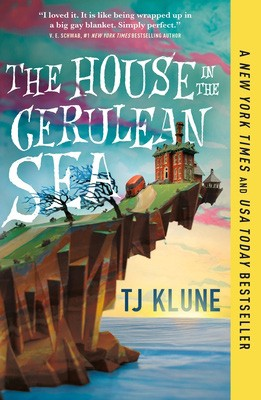 "I loved it. It is like being wrapped up in a
big gay blanket. Simply perfect."
V. E. SCHWAB, #1 NEW YORK TIMES BESTSELLING AUTHOR
THE HOUSE IN THE
CERULEAN
SEA
TJ KLUNE
A NEW YORK TIMES AND USA TODAY BESTSELLER